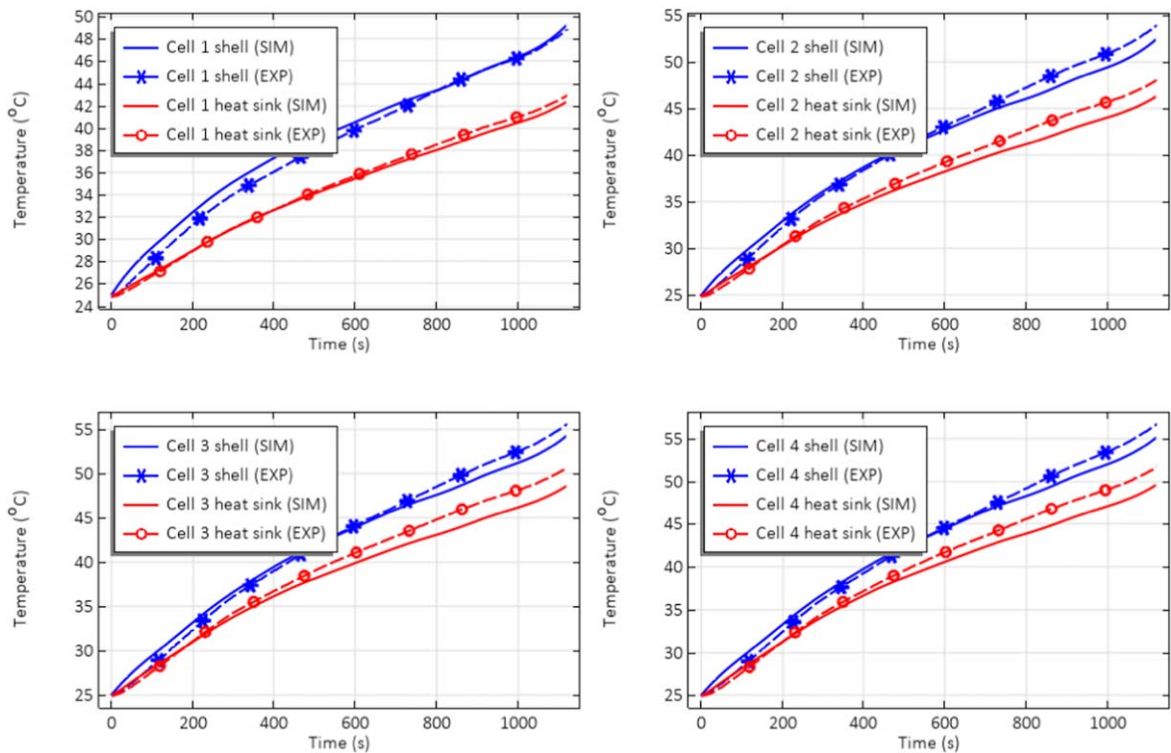 50
48
46
44
42
40
38
36
34
32
30
28
26
24
Temperature (°C)
Cell 1 shell (SIM)
Cell 1 shell (EXP)
Cell 1 heat sink (SIM)
Cell 1 heat sink (EXP)
0 200 400 600 800 1000
Time (s)
55
50
45
40
35
30
25
Temperature (°C)
Cell 2 shell (SIM)
Cell 2 shell (EXP)
Cell 2 heat sink (SIM)
Cell 2 heat sink (EXP)
0 200 400 600 800 1000
Time (s)
55
50
45
40
35
30
25
Temperature (°C)
Cell 3 shell (SIM)
Cell 3 shell (EXP)
Cell 3 heat sink (SIM)
Cell 3 heat sink (EXP)
0 200 400 600 800 1000
Time (s)
55
50
45
40
35
30
25
Temperature (°C)
Cell 4 shell (SIM)
Cell 4 shell (EXP)
Cell 4 heat sink (SIM)
Cell 4 heat sink (EXP)
0 200 400 600 800 1000
Time (s)